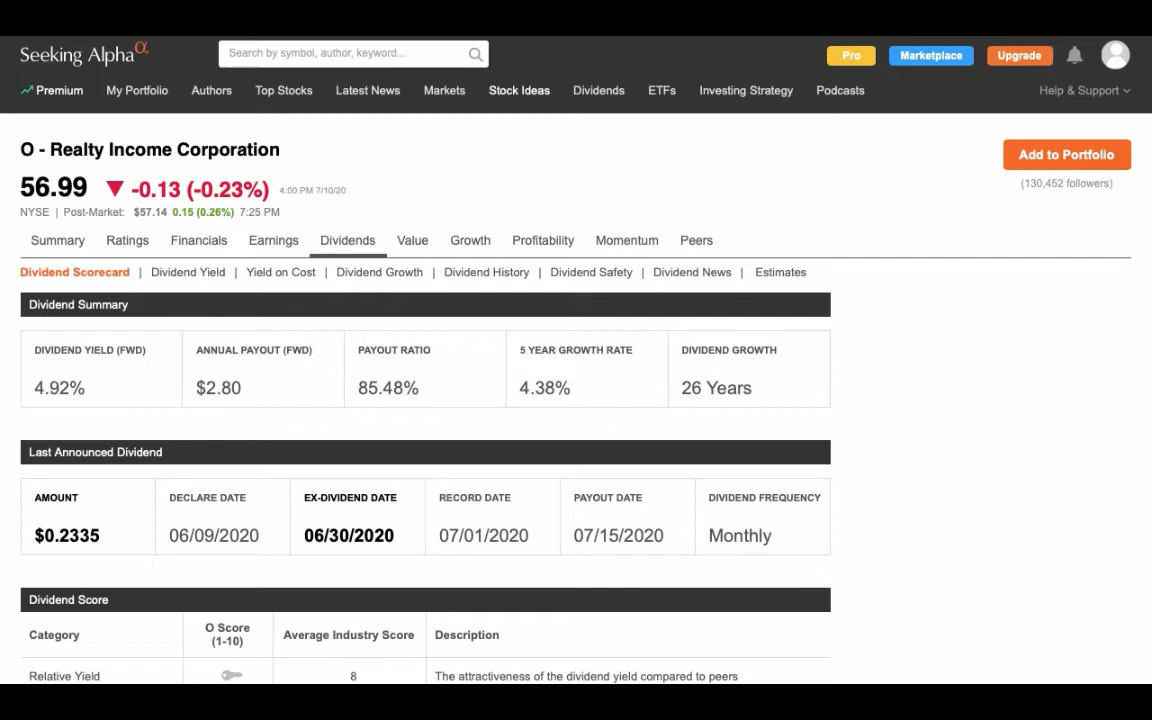 Seeking Alphaα
Search by symbol, author, keyword...
Pro
Marketplace
Upgrade
Premium My Portfolio Authors Top Stocks Latest News Markets Stock Ideas Dividends ETFs Investing Strategy Podcasts Help & Support
O - Realty Income Corporation
Add to Portfolio
56.99 ▼ -0.13 (-0.23%) 4:00 PM 7/10/20
(130,452 followers)
NYSE | Post-Market: $57.14 0.15 (0.26%) 7:25 PM
Summary Ratings Financials Earnings Dividends Value Growth Profitability Momentum Peers
Dividend Scorecard | Dividend Yield | Yield on Cost | Dividend Growth | Dividend History | Dividend Safety | Dividend News | Estimates
Dividend Summary
DIVIDEND YIELD (FWD) ANNUAL PAYOUT (FWD) PAYOUT RATIO 5 YEAR GROWTH RATE DIVIDEND GROWTH
4.92% $2.80 85.48% 4.38% 26 Years
Last Announced Dividend
AMOUNT DECLARE DATE EX-DIVIDEND DATE RECORD DATE PAYOUT DATE DIVIDEND FREQUENCY
$0.2335 06/09/2020 06/30/2020 07/01/2020 07/15/2020 Monthly
Dividend Score
Category O Score (1-10) Average Industry Score Description
Relative Yield 8 The attractiveness of the dividend yield compared to peers